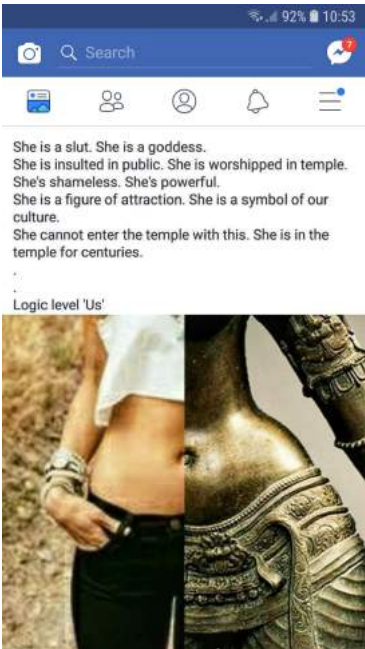 92% 10:53
Search
7
She is a slut. She is a goddess.
She is insulted in public. She is worshipped in temple.
She's shameless. She's powerful.
She is a figure of attraction. She is a symbol of our
culture.
She cannot enter the temple with this. She is in the
temple for centuries.
.
.
Logic level 'Us'